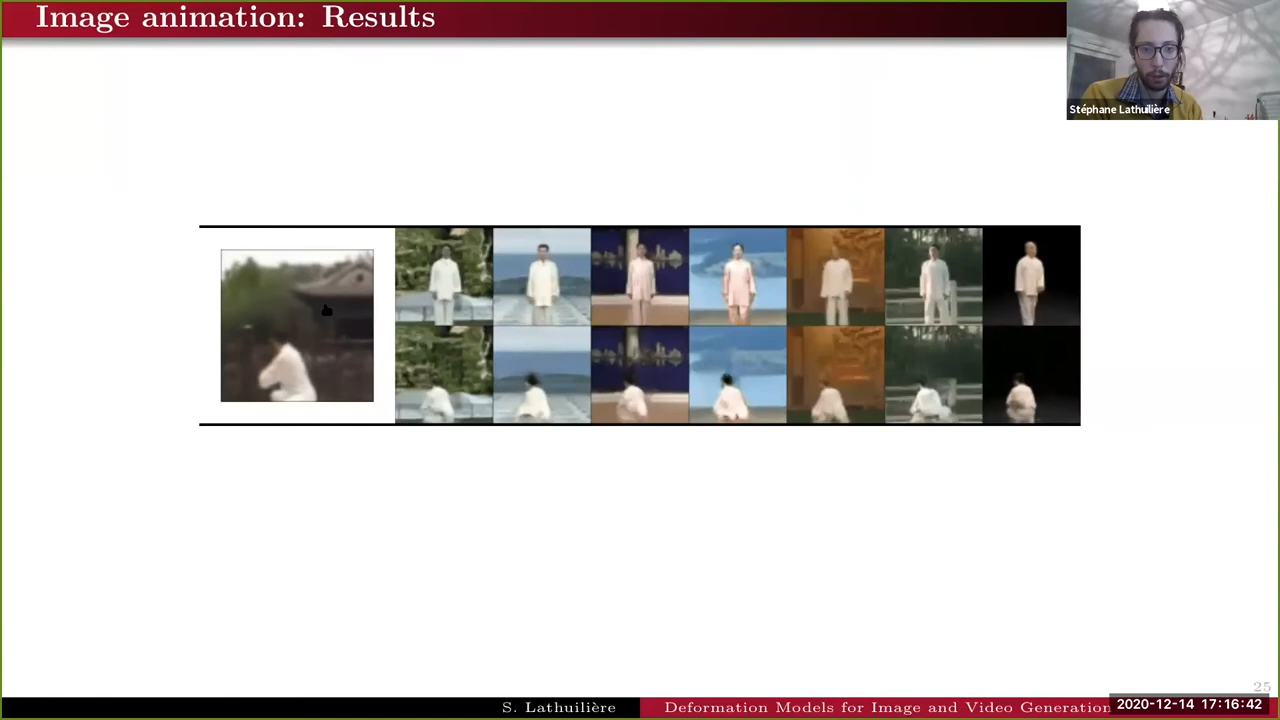 Image animation: Results
Stéphane Lathuilière
25
S. Lathuilière
Deformation Models for Image and Video Generation
2020-12-14 17:16:42